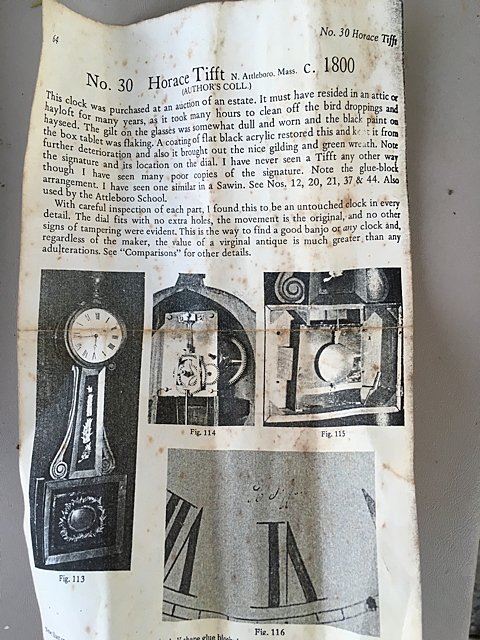 64
No. 30 Horace Tifft
No. 30 Horace Tifft N. Attleboro, Mass. C. 1800
(AUTHOR'S COLL.)
This clock was purchased at an auction of an estate. It must have resided in an attic or
hayloft for many years, as it took many hours to clean off the bird droppings and
hayseed. The gilt on the glasses was somewhat dull and worn and the black paint on
the box tablet was flaking. A coating of flat black acrylic restored this and kept it from
further deterioration and also it brought out the nice gilding and green wreath. Note
the signature and its location on the dial. I have never seen a Tifft any other way
though I have seen many poor copies of the signature. Note the glue-block
arrangement. I have seen one similar in a Sawin. See Nos. 12, 20, 21, 37 & 44. Also
used by the Attleboro School.
With careful inspection of each part, I found this to be an untouched clock in every
detail. The dial fits with no extra holes, the movement is the original, and no other
signs of tampering were evident. This is the way to find a good banjo or any clock and,
regardless of the maker, the value of a virginal antique is much greater than any
adulterations. See "Comparisons" for other details.
Fig. 114
Fig. 115
Fig. 113
Fig. 116